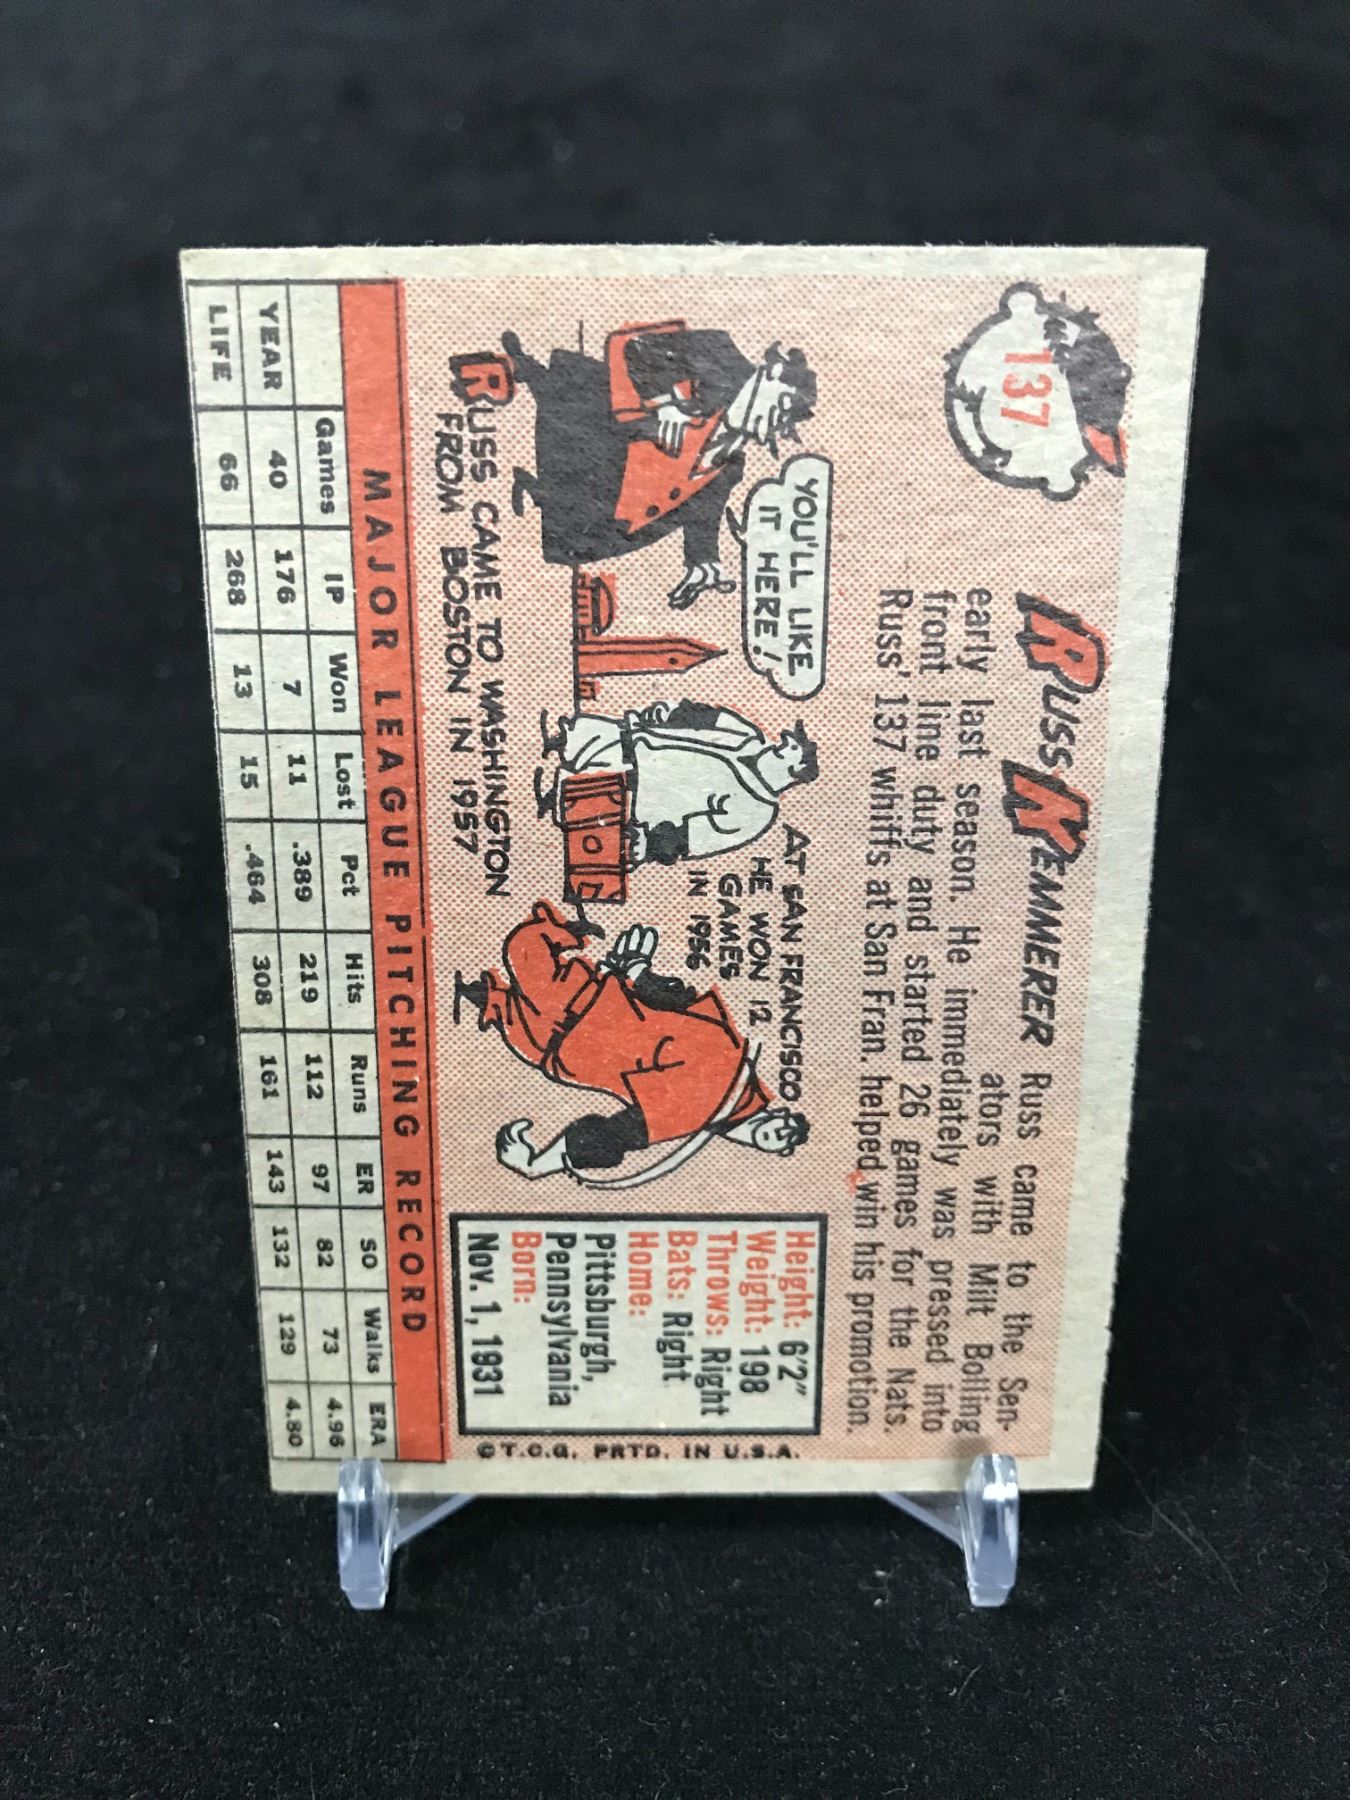 137
RUSS KEMMERER Russ came to the Sen-
ators with Milt Bolling
early last season. He immediately was pressed into
front line duty and started 26 games for the Nats.
Russ' 137 whiffs at San Fran. helped win his promotion.
YOU'LL LIKE
IT HERE!
RUSS CAME TO WASHINGTON
FROM BOSTON IN 1957
AT SAN FRANCISCO
HE WON 12
GAMES
IN 1956
Height: 6'2"
Weight: 198
Throws: Right
Bats: Right
Home:
Pittsburgh,
Pennsylvania
Born:
Nov. 1, 1931
©T.C.G. PRTD. IN U.S.A.
MAJOR LEAGUE PITCHING RECORD
Games IP Won Lost Pct Hits Runs ER SO Walks ERA
YEAR 40 176 7 11 .389 219 112 97 82 73 4.96
LIFE 66 268 13 15 .464 308 161 143 132 129 4.80